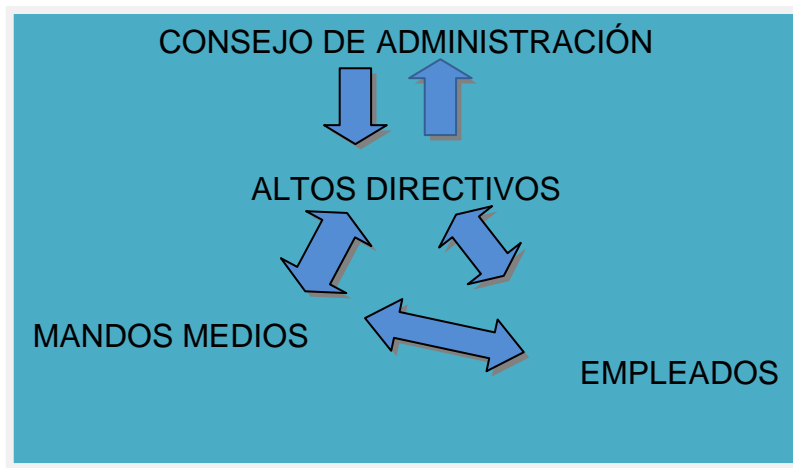 CONSEJO DE ADMINISTRACIÓN
ALTOS DIRECTIVOS
MANDOS MEDIOS
EMPLEADOS